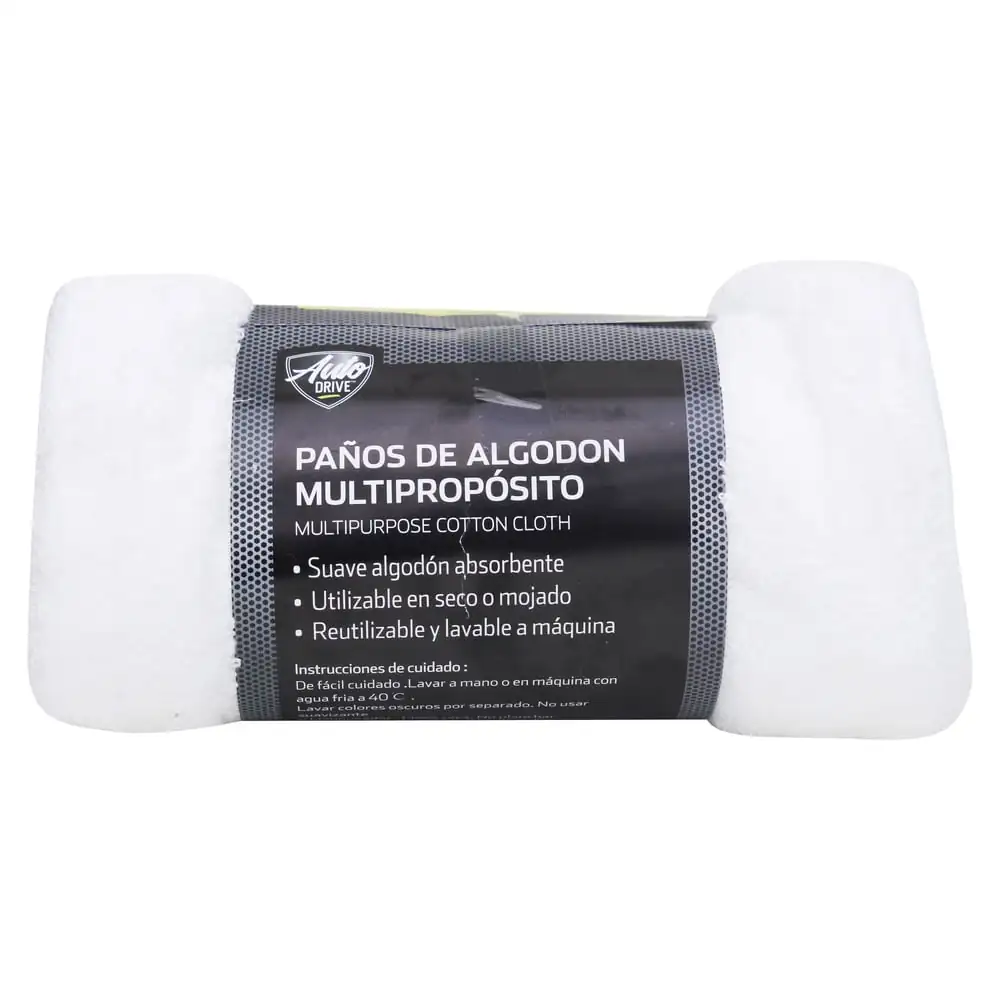 Auto
DRIVE™
PAÑOS DE ALGODON
MULTIPROPÓSITO
MULTIPURPOSE COTTON CLOTH
• Suave algodón absorbente
• Utilizable en seco o mojado
• Reutilizable y lavable a máquina
Instrucciones de cuidado :
De fácil cuidado .Lavar a mano o en máquina con
agua fria a 40 C .
Lavar colores oscuros por separado. No usar
suavizante